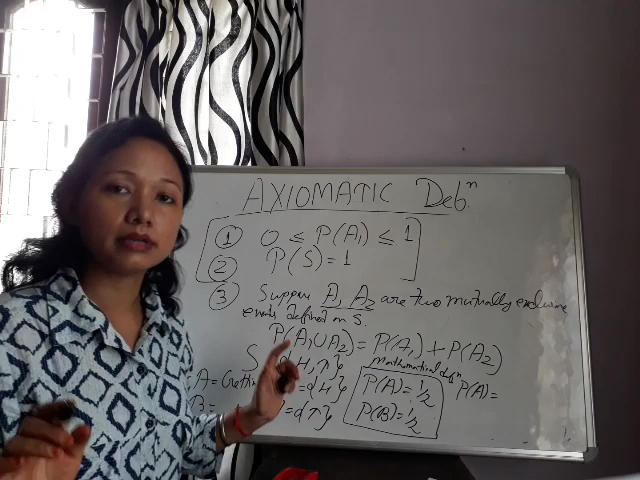 AXIOMATIC Defⁿ
① 0 ≤ P(A₁) ≤ 1
② P(S) = 1
③ Suppose A₁, A₂ are two mutually exclusive
events defined on S.
P(A₁∪A₂) = P(A₁) + P(A₂)
S {H, T}
Mathematical defn
A = Getting = {H}
P(A) = 1/2
P(A) =
B = = {T}
P(B) = 1/2